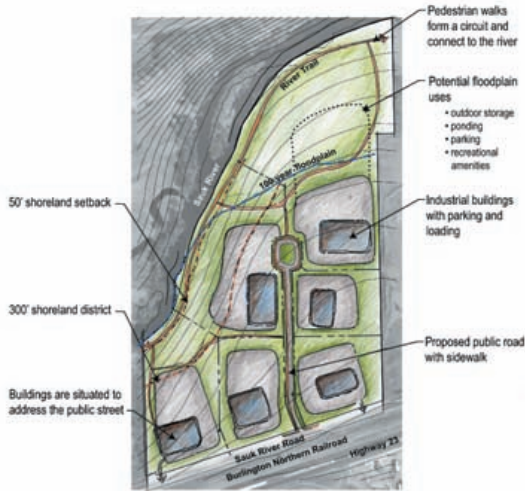 Pedestrian walks
form a circuit and
connect to the river
River Trail
Potential floodplain
uses
• outdoor storage
• ponding
• parking
• recreational
amenities
100 year floodplain
Sauk River
50' shoreland setback
Industrial buildings
with parking and
loading
300' shoreland district
Proposed public road
with sidewalk
Buildings are situated to
address the public street
Sauk River Road
Burlington Northern Railroad
Highway 23